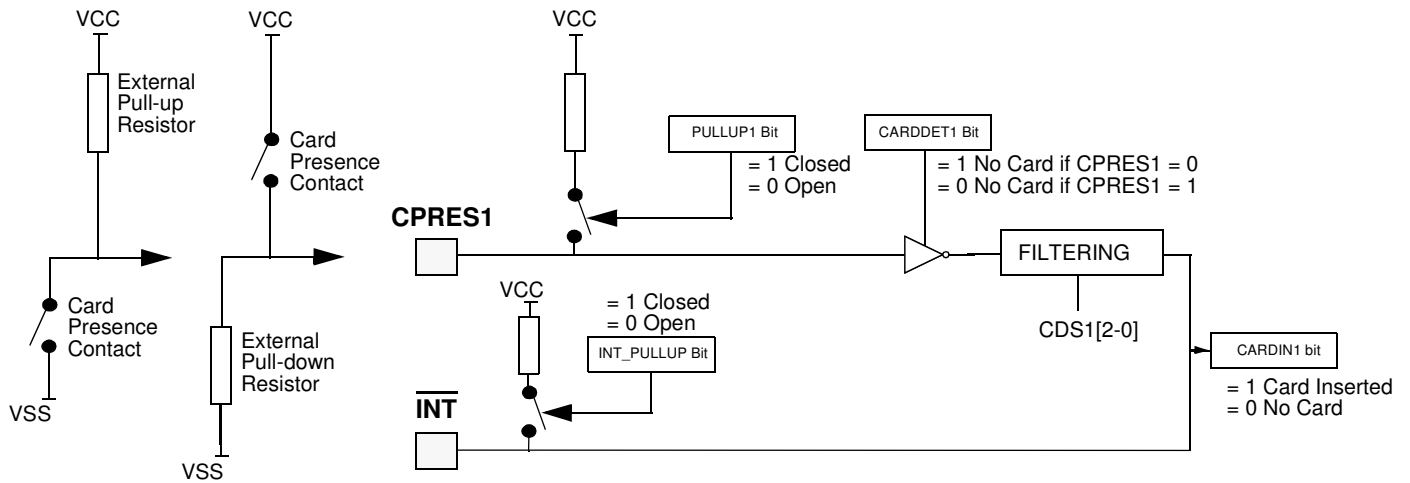 VCC
External
Pull-up
Resistor
Card
Presence
Contact
VSS
VCC
Card
Presence
Contact
External
Pull-down
Resistor
VSS
VCC
PULLUP1 Bit
= 1 Closed
= 0 Open
CARDDET1 Bit
= 1 No Card if CPRES1 = 0
= 0 No Card if CPRES1 = 1
CPRES1
FILTERING
CDS1[2-0]
VCC
= 1 Closed
= 0 Open
INT_PULLUP Bit
INT
CARDIN1 bit
= 1 Card Inserted
= 0 No Card